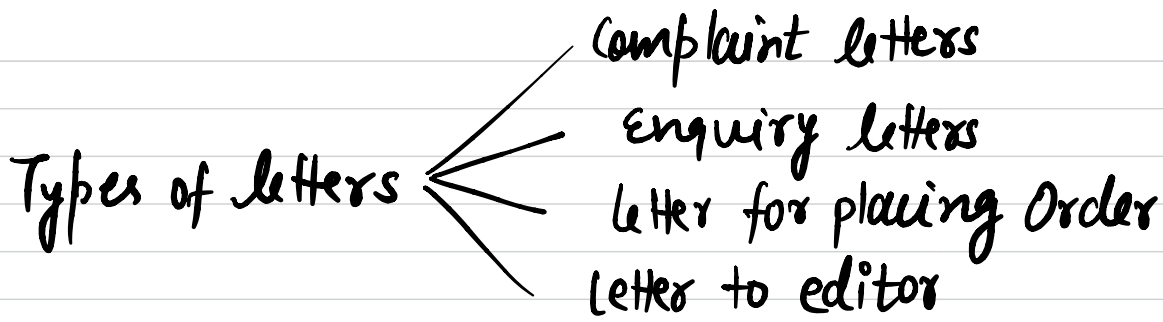 Types of letters
Complaint letters
Enquiry letters
letter for placing Order
letter to editor